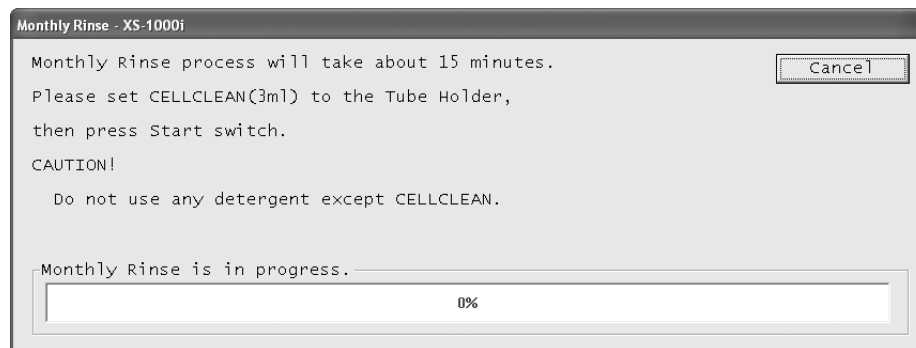 Monthly Rinse - XS-1000i
Monthly Rinse process will take about 15 minutes.
Cancel
Please set CELLCLEAN(3ml) to the Tube Holder,
then press Start switch.
CAUTION!
Do not use any detergent except CELLCLEAN.
Monthly Rinse is in progress.
0%